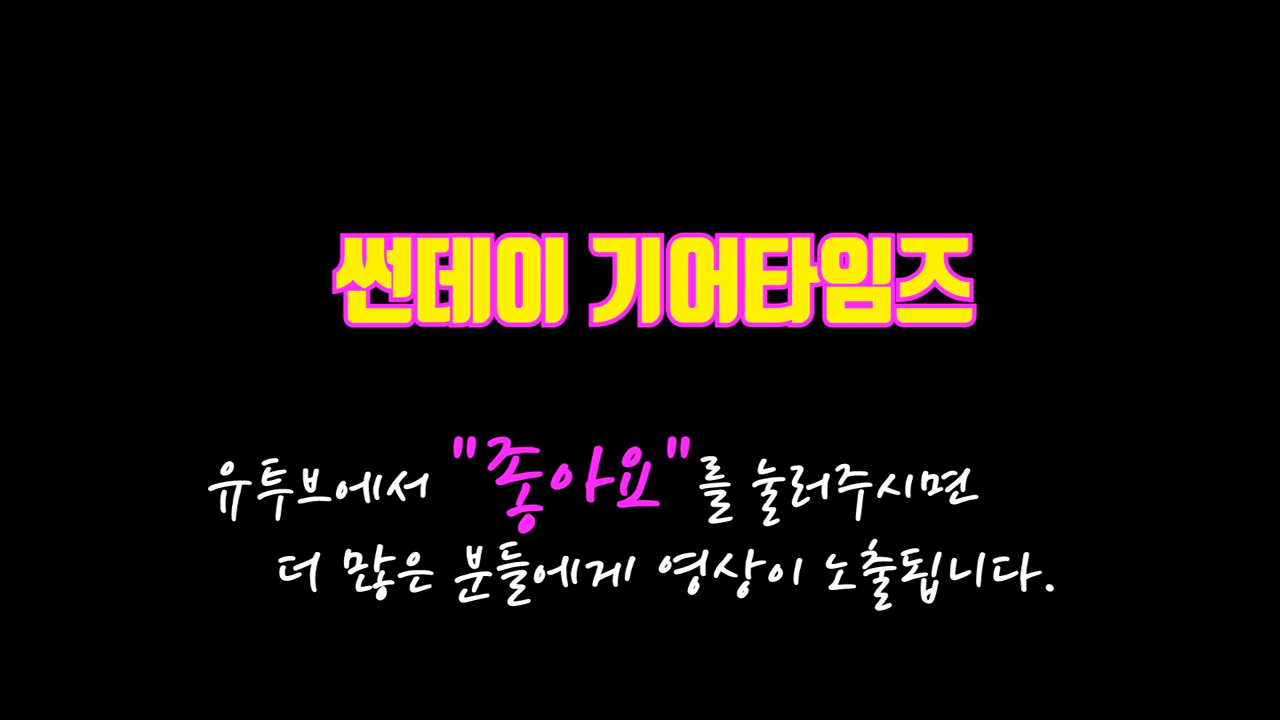 썬데이 기어타임즈
유투브에서 "좋아요"를 눌러주시면
더 많은 분들에게 영상이 노출됩니다.